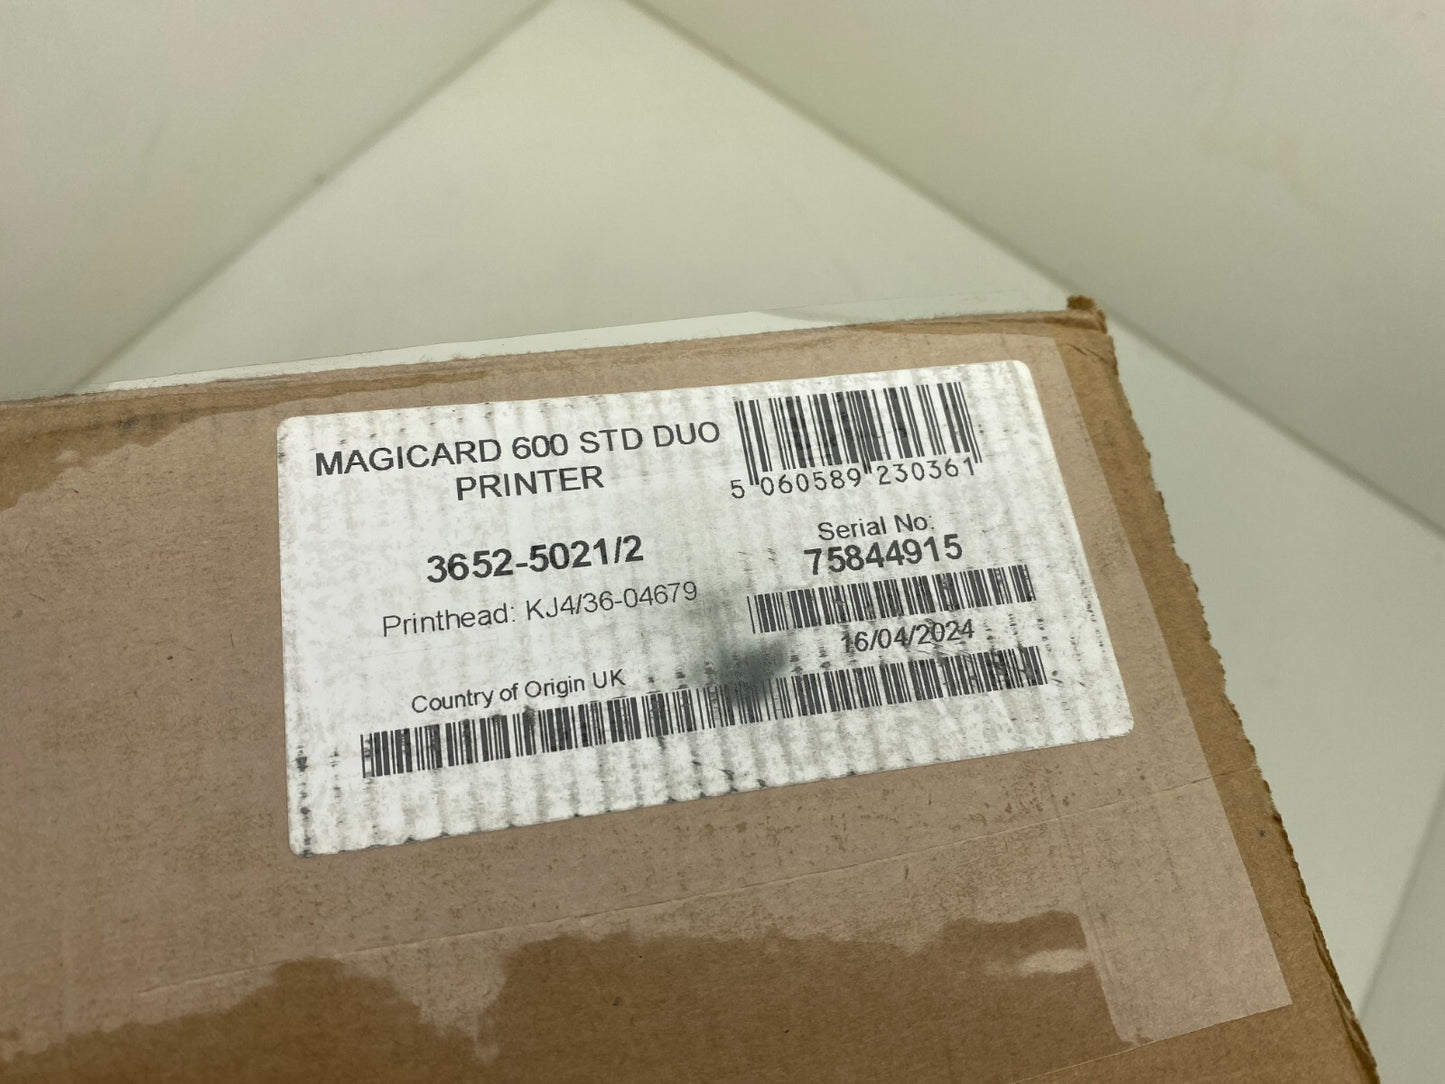 MAGICARD 600 STD DUO
PRINTER
5 060589 230361
3652-5021/2
Serial No:
75844915
Printhead: KJ4/36-04679
16/04/2024
Country of Origin UK